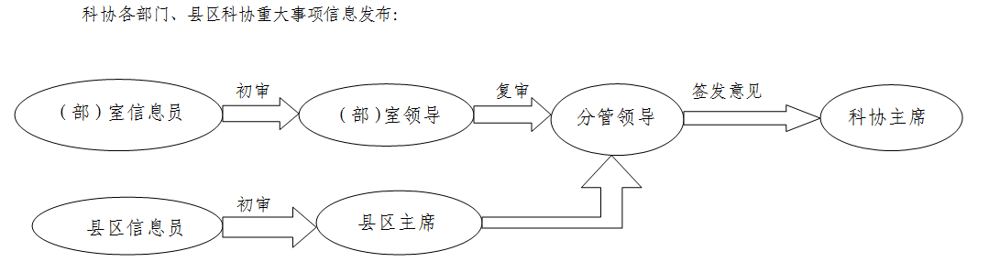 科协各部门、县区科协重大事项信息发布：
初审
复审
签发意见
（部）室信息员
（部）室领导
分管领导
科协主席
初审
县区信息员
县区主席